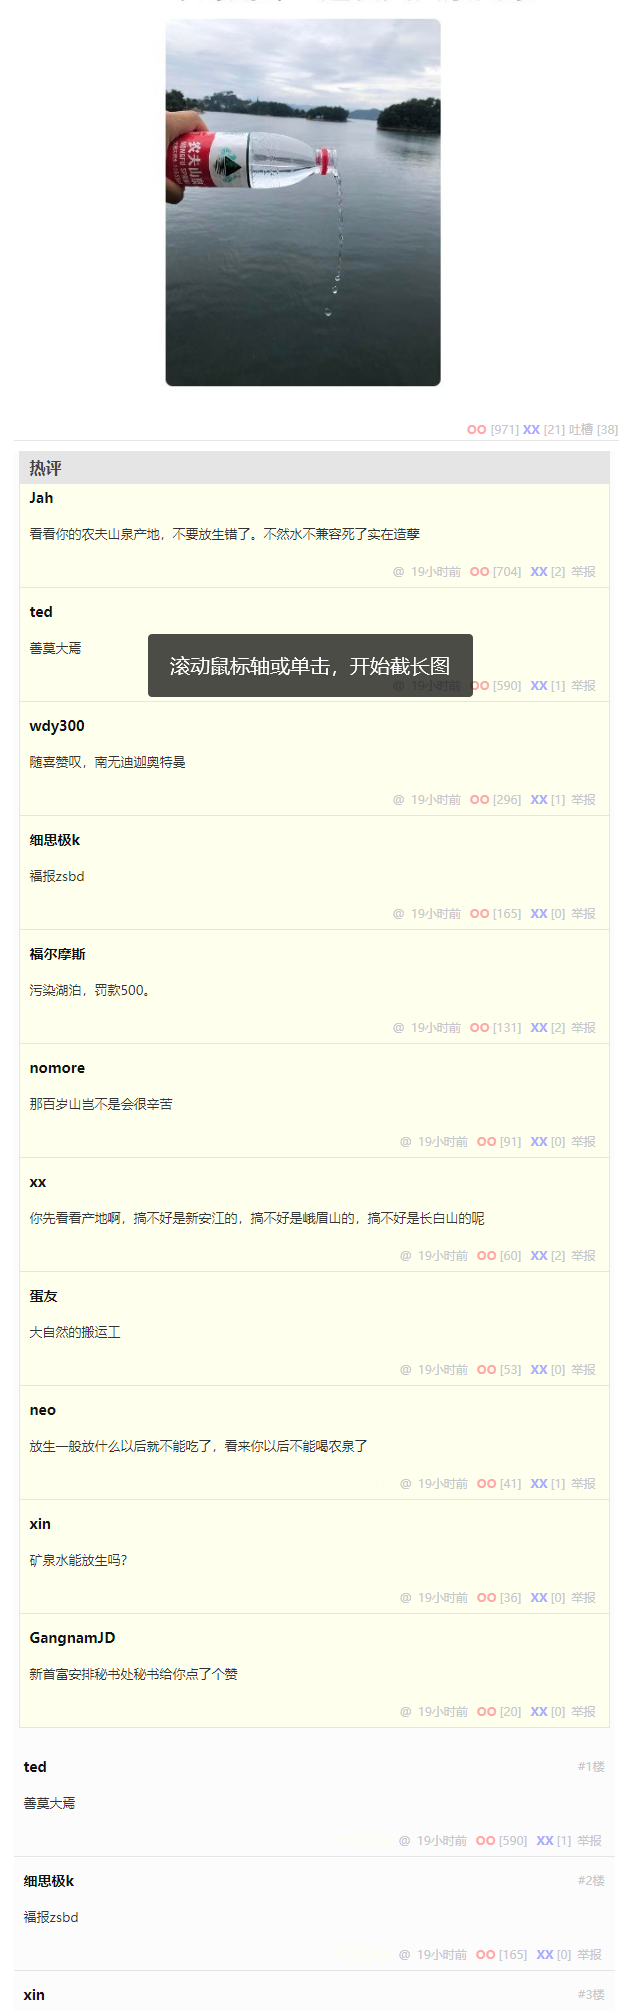 农夫山泉
NONGFU SPRING
OO [971] XX [21] 吐槽 [38]
热评
Jah
看看你的农夫山泉产地，不要放生错了。不然水不兼容死了实在造孽
@ 19小时前 OO [704] XX [2] 举报
ted
善莫大焉
滚动鼠标轴或单击，开始截长图
@ 19小时前 OO [590] XX [1] 举报
wdy300
随喜赞叹，南无迪迦奥特曼
@ 19小时前 OO [296] XX [1] 举报
细思极k
福报zsbd
@ 19小时前 OO [165] XX [0] 举报
福尔摩斯
污染湖泊，罚款500。
@ 19小时前 OO [131] XX [2] 举报
nomore
那百岁山岂不是会很辛苦
@ 19小时前 OO [91] XX [0] 举报
xx
你先看看产地啊，搞不好是新安江的，搞不好是峨眉山的，搞不好是长白山的呢
@ 19小时前 OO [60] XX [2] 举报
蛋友
大自然的搬运工
@ 19小时前 OO [53] XX [0] 举报
neo
放生一般放什么以后就不能吃了，看来你以后不能喝农泉了
@ 19小时前 OO [41] XX [1] 举报
xin
矿泉水能放生吗？
@ 19小时前 OO [36] XX [0] 举报
GangnamJD
新首富安排秘书处秘书给你点了个赞
@ 19小时前 OO [20] XX [0] 举报
ted #1楼
善莫大焉
@ 19小时前 OO [590] XX [1] 举报
细思极k #2楼
福报zsbd
@ 19小时前 OO [165] XX [0] 举报
xin #3楼